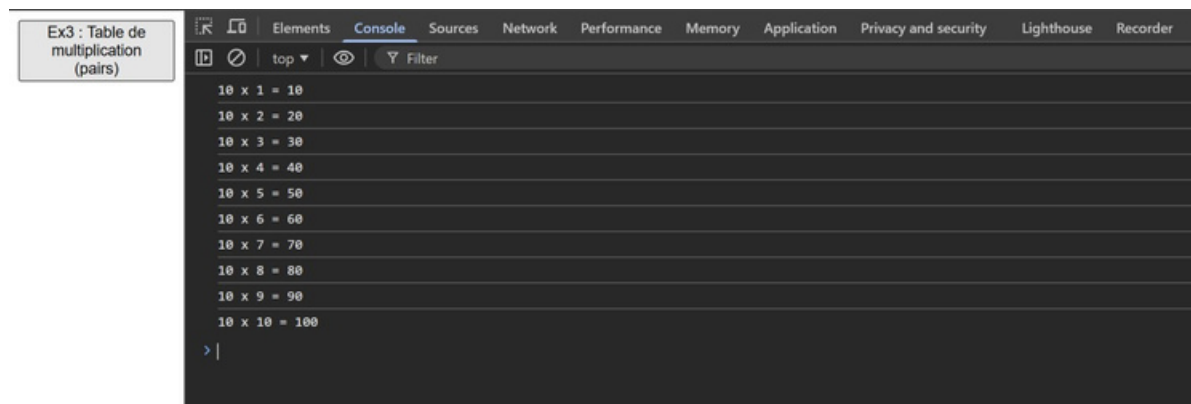 Ex3 : Table de
multiplication
(pairs)
Elements Console Sources Network Performance Memory Application Privacy and security Lighthouse Recorder
top Filter
10 x 1 = 10
10 x 2 = 20
10 x 3 = 30
10 x 4 = 40
10 x 5 = 50
10 x 6 = 60
10 x 7 = 70
10 x 8 = 80
10 x 9 = 90
10 x 10 = 100